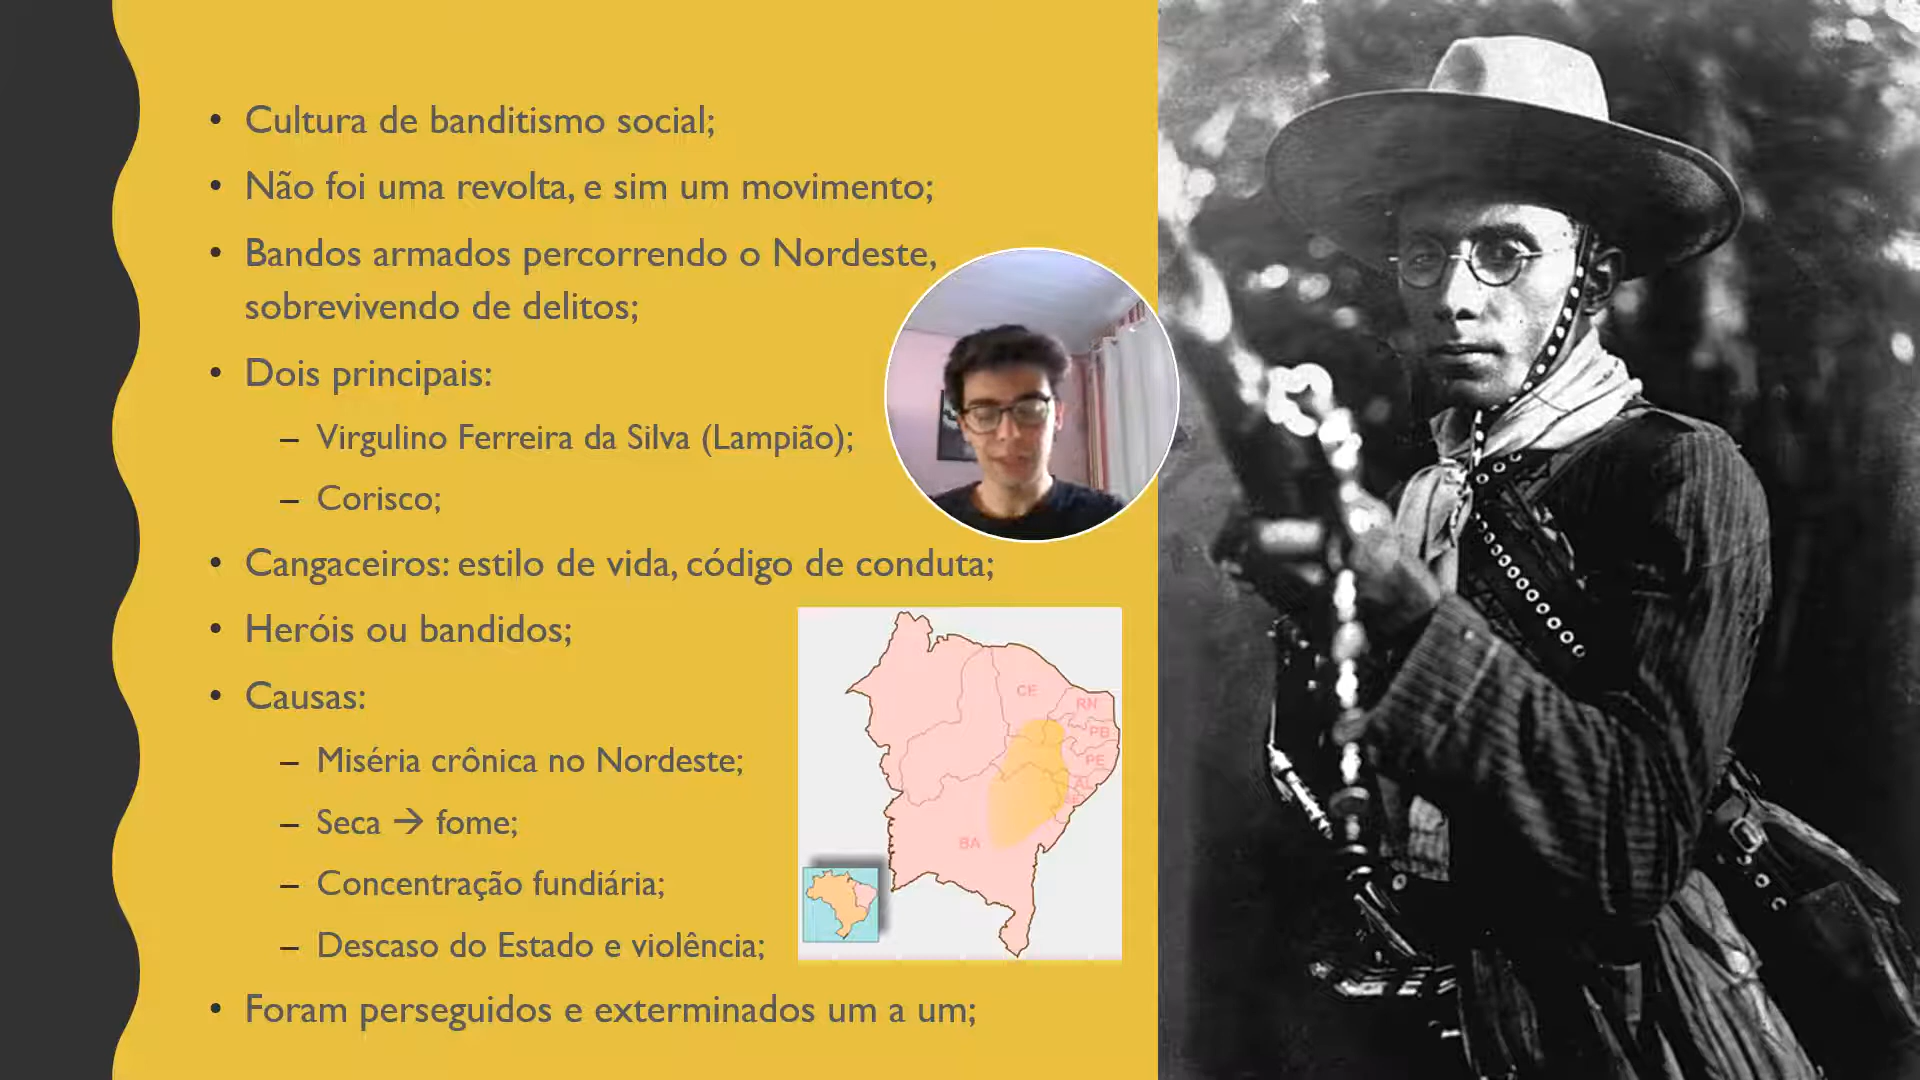 • Cultura de banditismo social;
• Não foi uma revolta, e sim um movimento;
• Bandos armados percorrendo o Nordeste,
sobrevivendo de delitos;
• Dois principais:
– Virgulino Ferreira da Silva (Lampião);
– Corisco;
• Cangaceiros: estilo de vida, código de conduta;
• Heróis ou bandidos;
• Causas:
– Miséria crônica no Nordeste;
– Seca → fome;
– Concentração fundiária;
– Descaso do Estado e violência;
• Foram perseguidos e exterminados um a um;
CE
RN
PB
PE
AL
BA